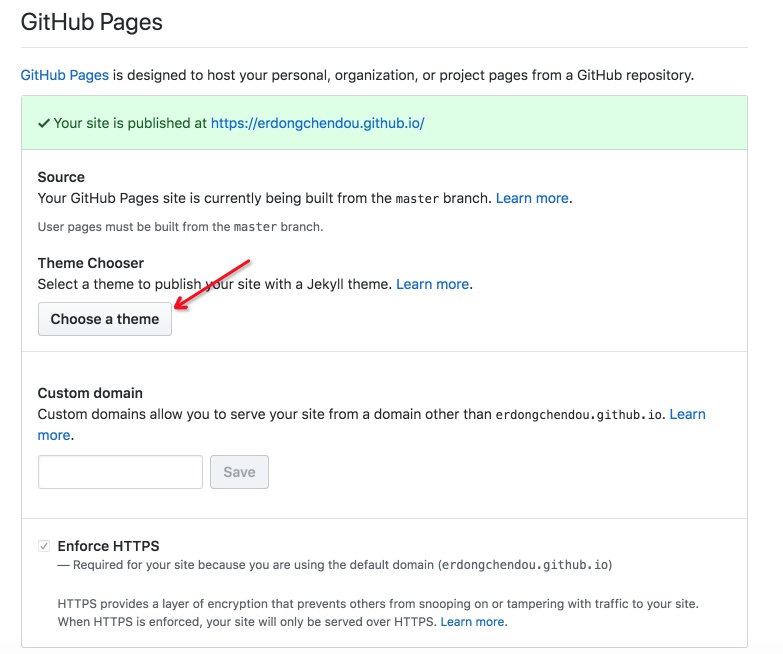 GitHub Pages
GitHub Pages is designed to host your personal, organization, or project pages from a GitHub repository.
Your site is published at https://erdongchendou.github.io/
Source
Your GitHub Pages site is currently being built from the master branch. Learn more.
User pages must be built from the master branch.
Theme Chooser
Select a theme to publish your site with a Jekyll theme. Learn more.
Choose a theme
Custom domain
Custom domains allow you to serve your site from a domain other than erdongchendou.github.io. Learn
more.
Save
Enforce HTTPS
— Required for your site because you are using the default domain (erdongchendou.github.io)
HTTPS provides a layer of encryption that prevents others from snooping on or tampering with traffic to your site.
When HTTPS is enforced, your site will only be served over HTTPS. Learn more.